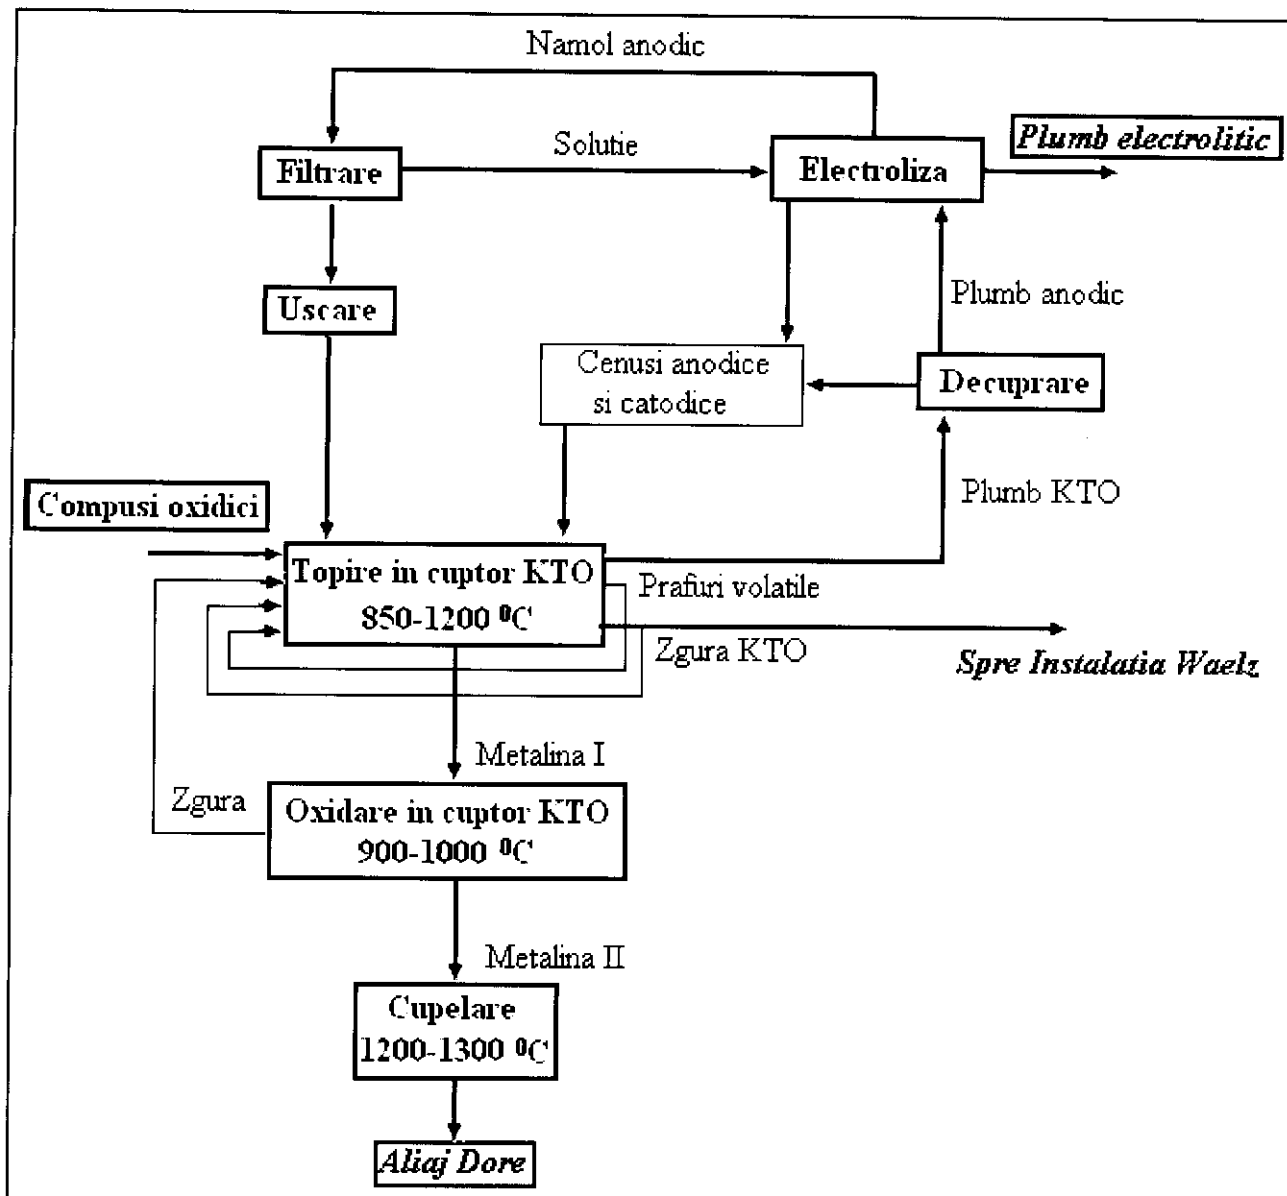 Namol anodic
Plumb electrolitic
Solutie
Filtrare
Electroliza
Uscare
Plumb anodic
Cenusi anodice
si catodice
Decuprare
Compusi oxidici
Plumb KTO
Topire in cuptor KTO
850-1200 ⁰C
Prafuri volatile
Zgura KTO
Spre Instalatia Waelz
Metalina I
Zgura
Oxidare in cuptor KTO
900-1000 ⁰C
Metalina II
Cupelare
1200-1300 ⁰C
Aliaj Dore